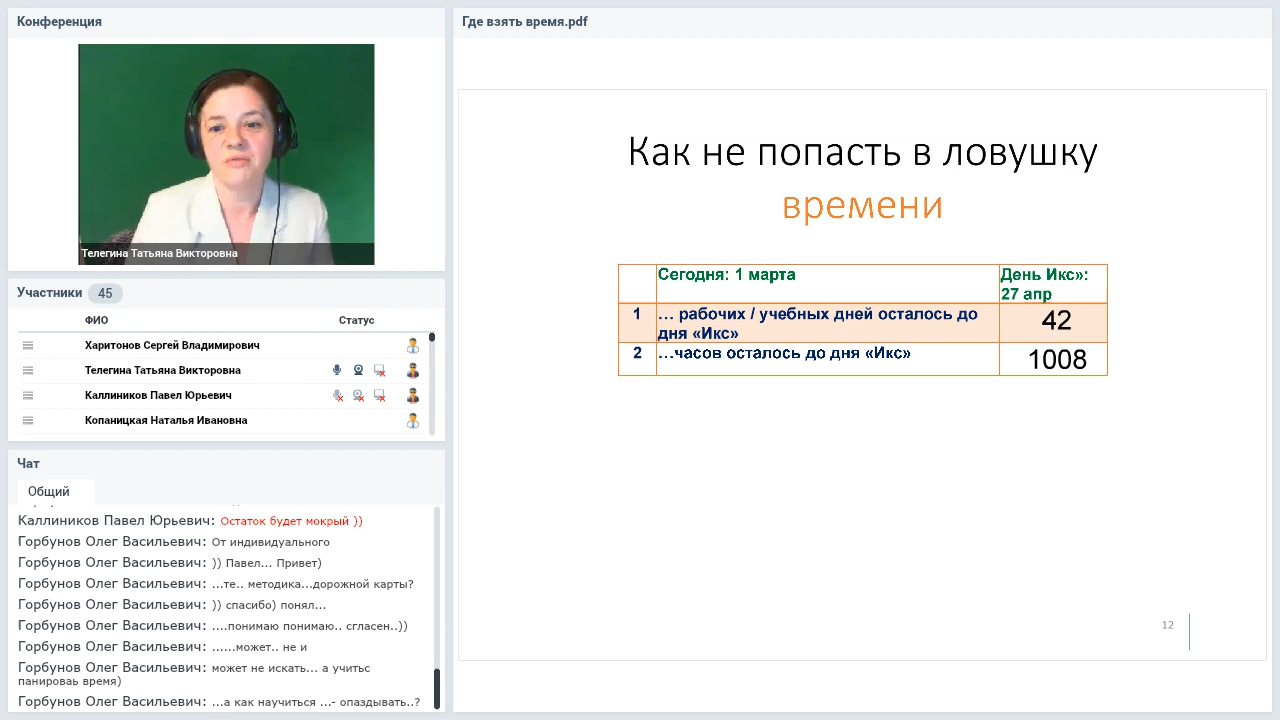 Конференция
Телегина Татьяна Викторовна
Участники 45
ФИО Статус
Харитонов Сергей Владимирович
Телегина Татьяна Викторовна
Каллиников Павел Юрьевич
Копаницкая Наталья Ивановна
Чат
Общий
Каллиников Павел Юрьевич: Остаток будет мокрый ))
Горбунов Олег Васильевич: От индивидуального
Горбунов Олег Васильевич: )) Павел... Привет)
Горбунов Олег Васильевич: ...те.. методика...дорожной карты?
Горбунов Олег Васильевич: )) спасибо) понял...
Горбунов Олег Васильевич: ....понимаю понимаю.. сгласен..))
Горбунов Олег Васильевич: ......может.. не и
Горбунов Олег Васильевич: может не искать... а учитьс
панироваь время)
Горбунов Олег Васильевич: ...а как научиться ...- опаздывать..?
Где взять время.pdf
Как не попасть в ловушку
времени
Сегодня: 1 марта
День Икс»:
27 апр
1 ... рабочих / учебных дней осталось до
дня «Икс»
42
2 ...часов осталось до дня «Икс»
1008
12